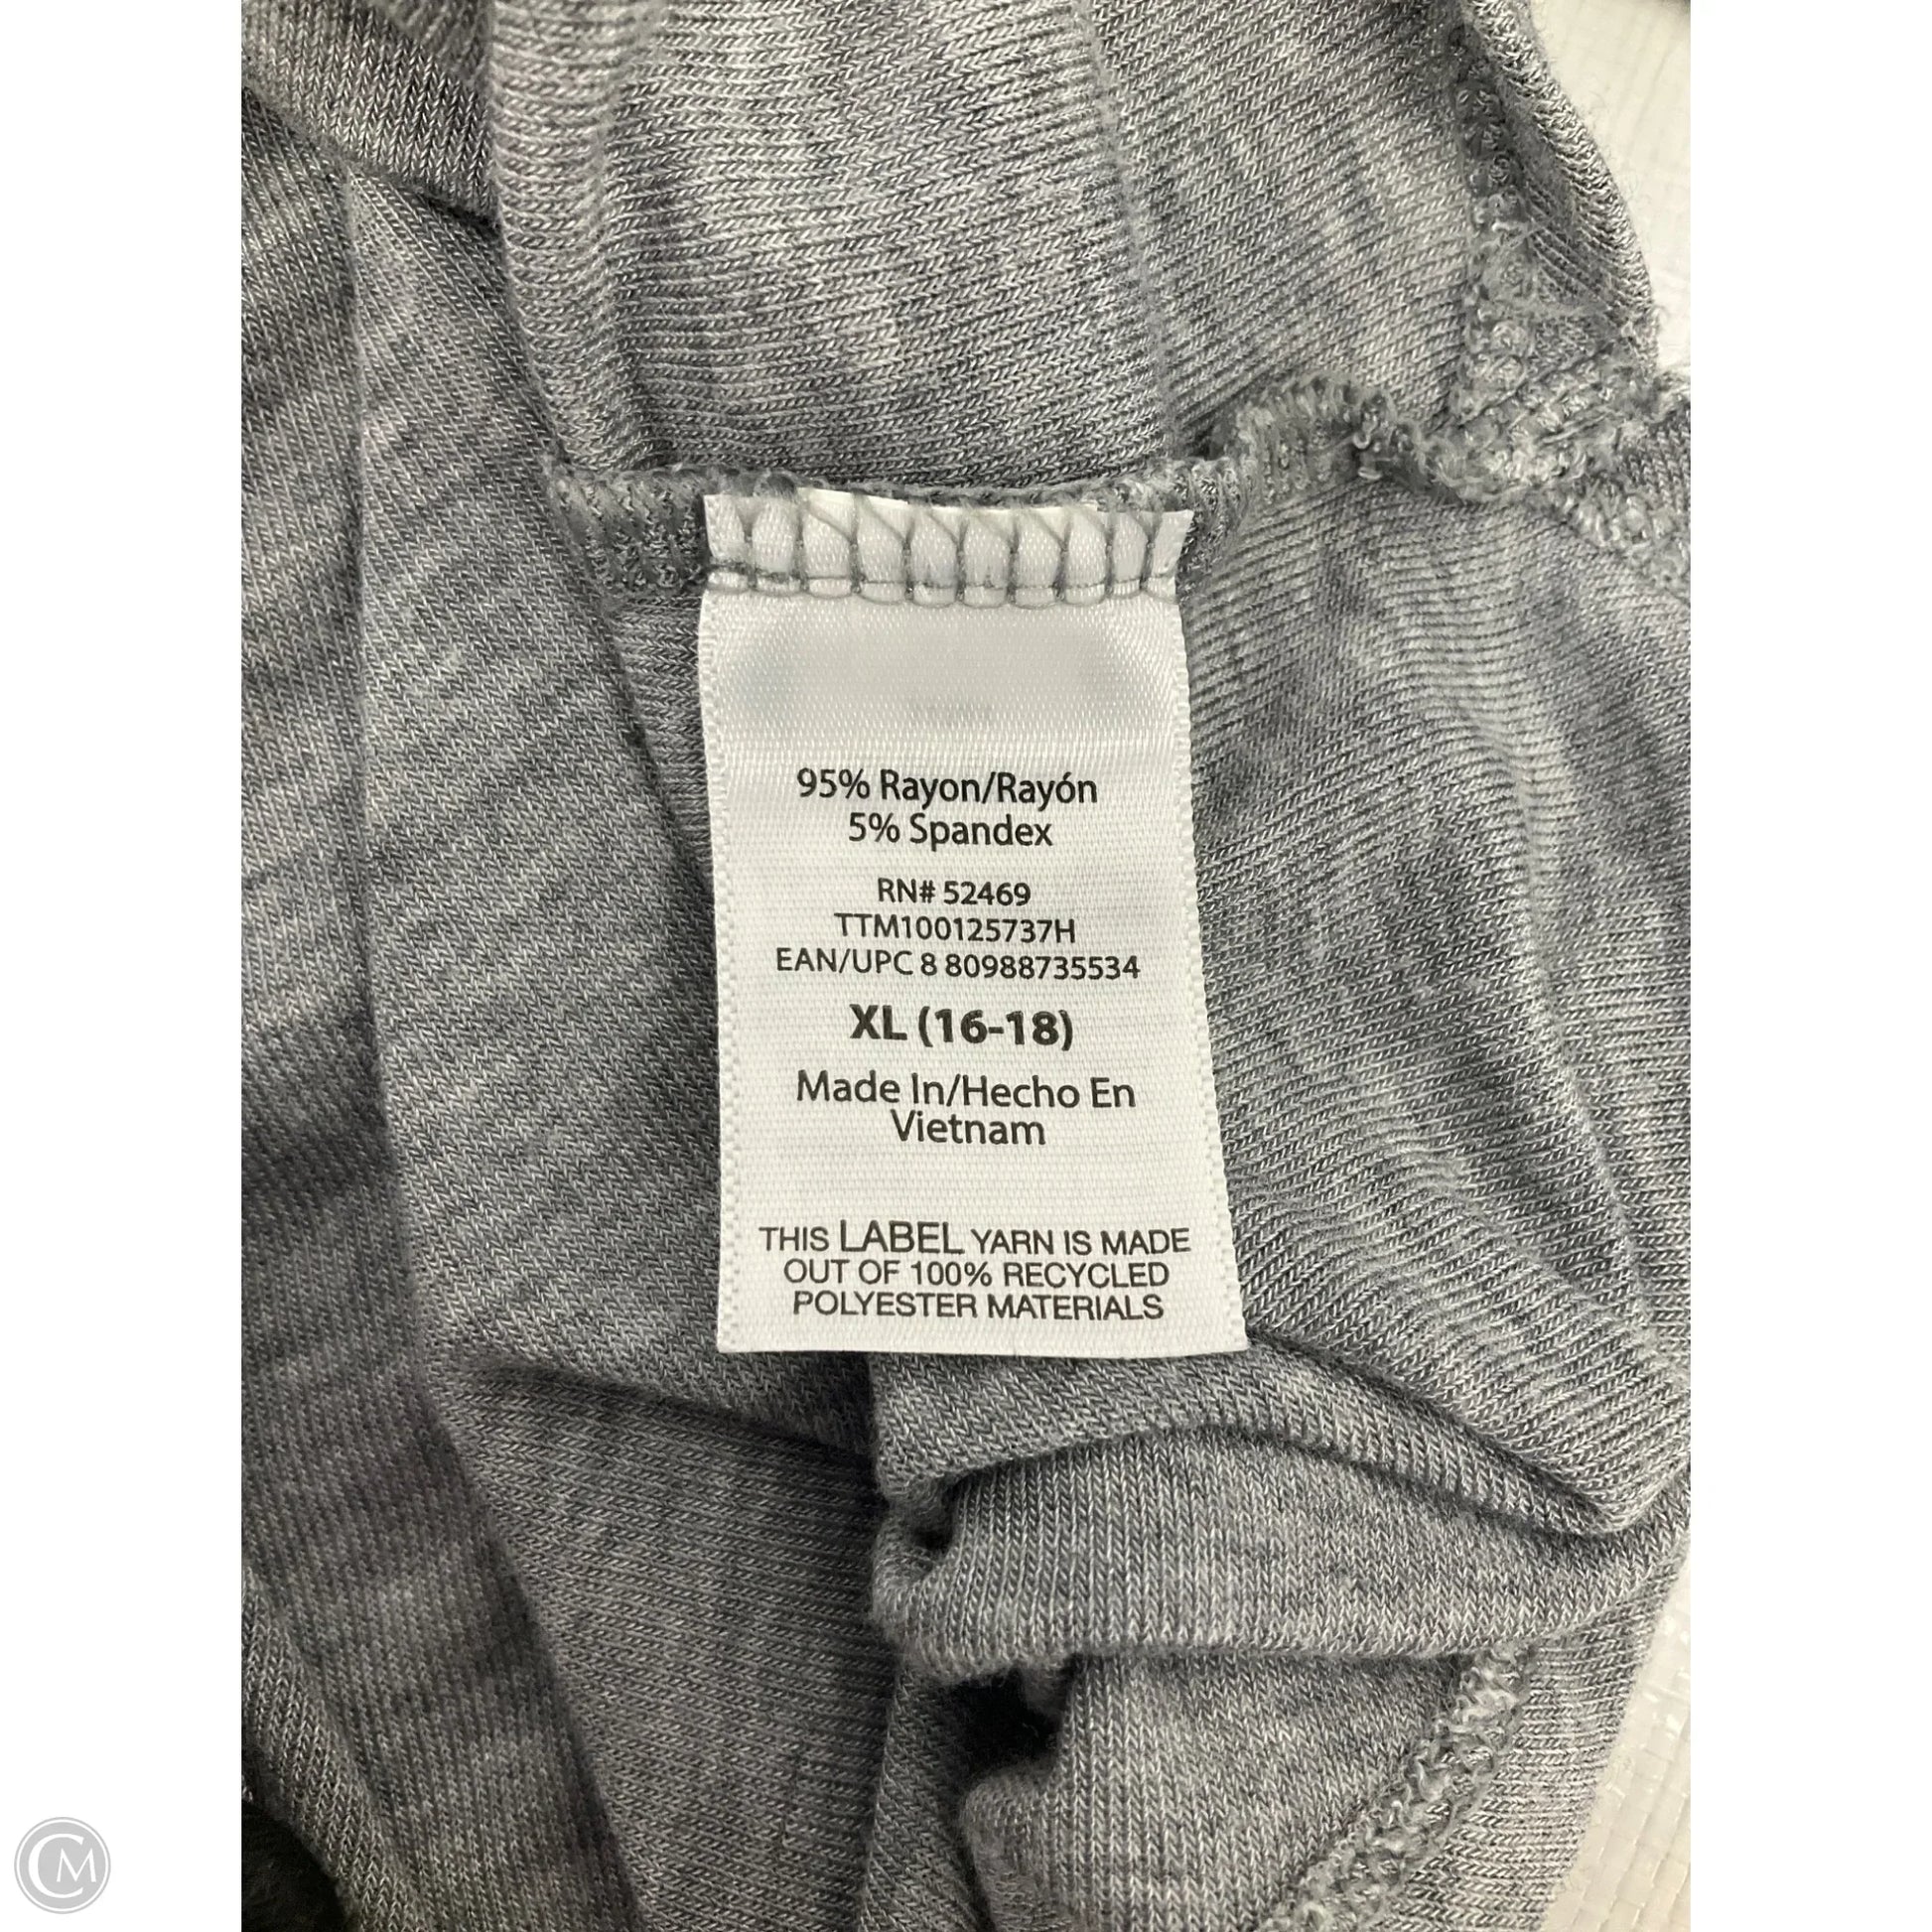 95% Rayon/Rayón
5% Spandex
RN# 52469
TTM100125737H
EAN/UPC 8 80988735534
XL (16-18)
Made In/Hecho En
Vietnam
THIS LABEL YARN IS MADE
OUT OF 100% RECYCLED
POLYESTER MATERIALS
CM